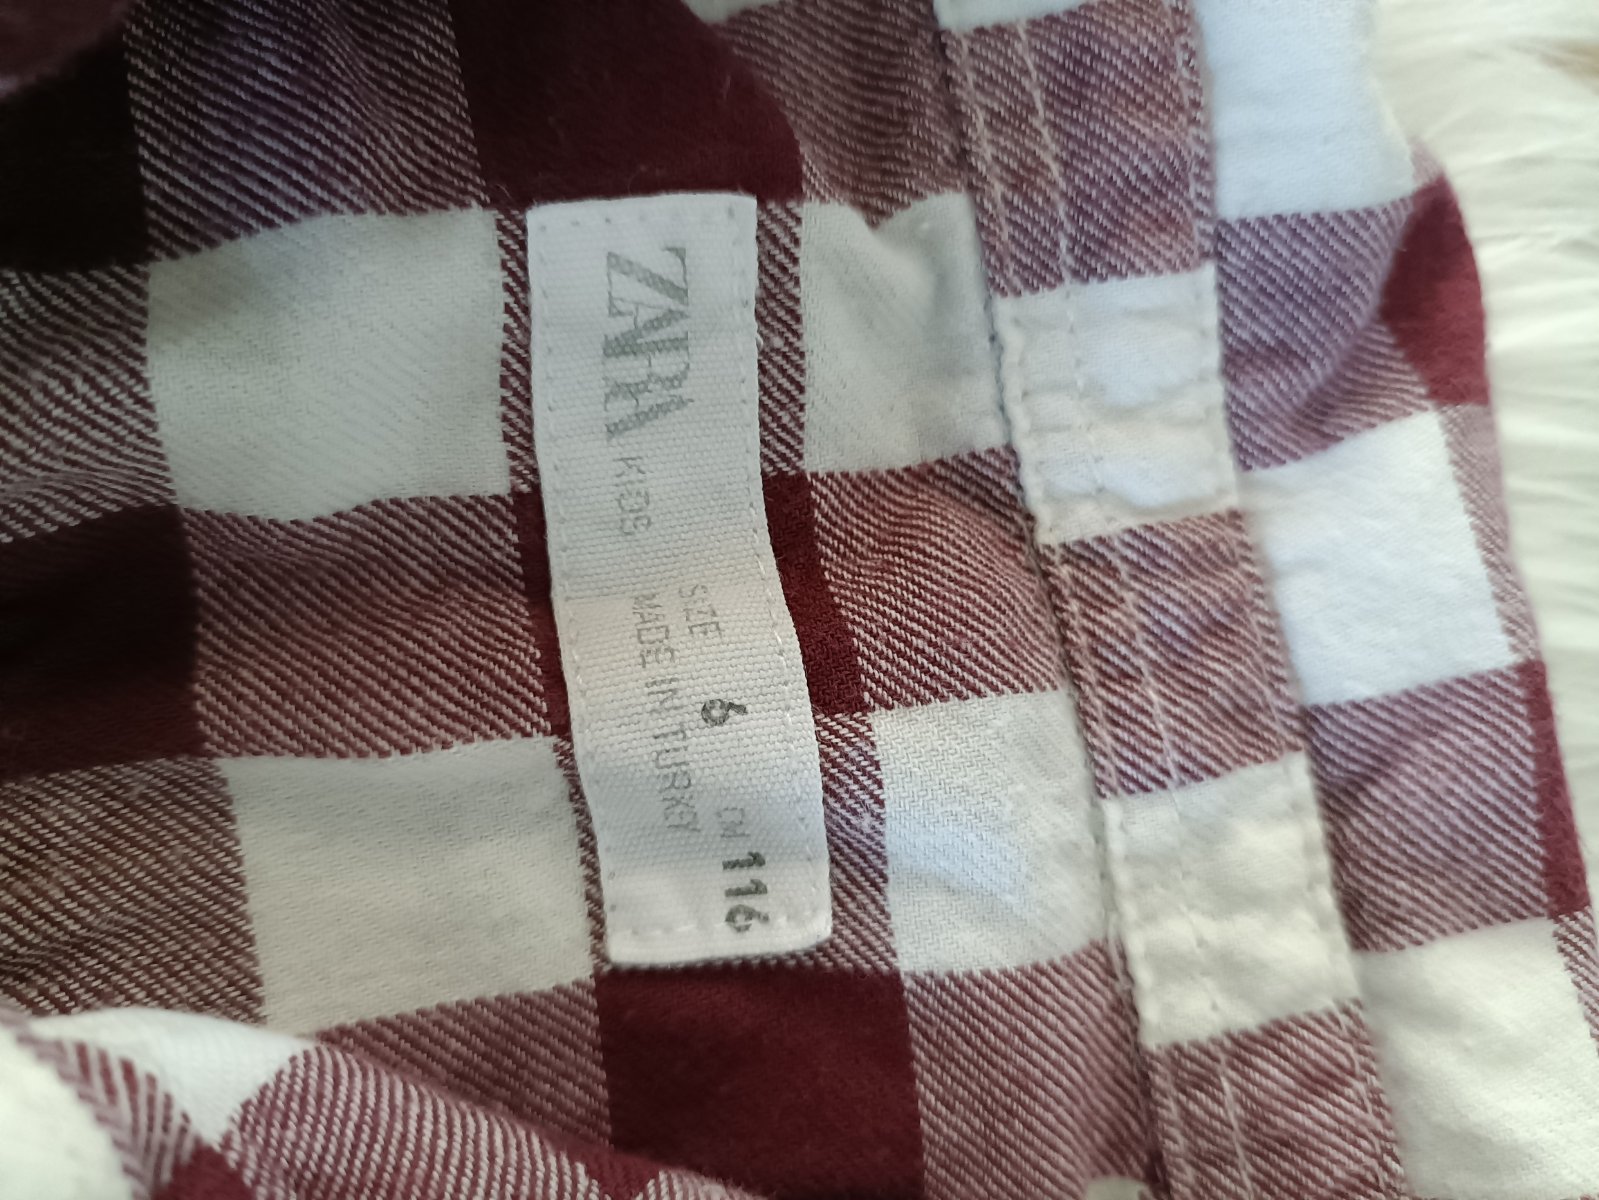 ZARA KIDS
SIZE 6 CM 116
MADE IN TURKEY